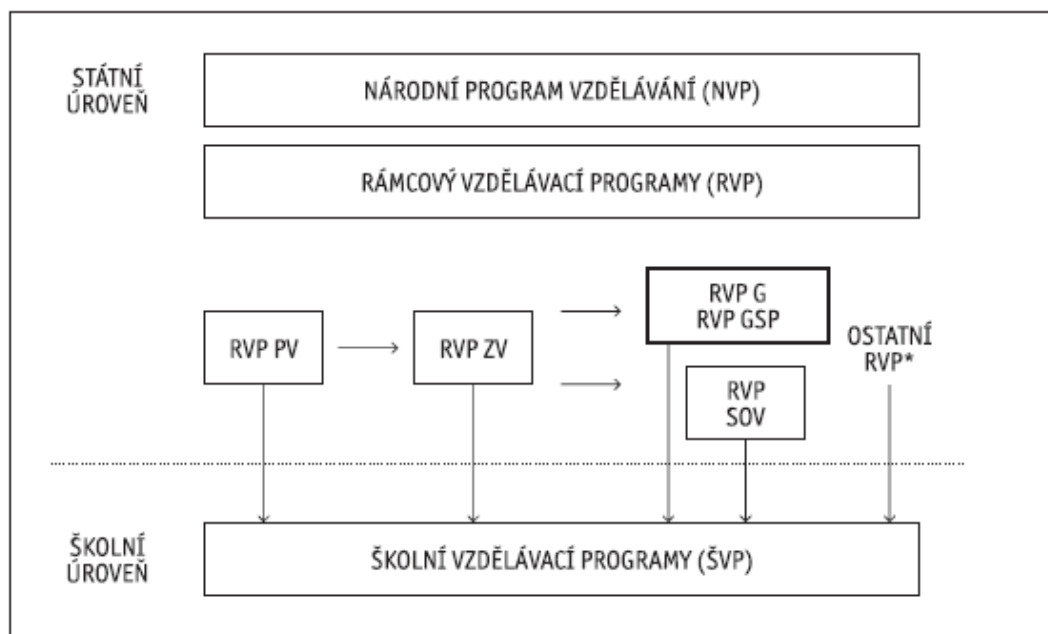 STÁTNÍ
ÚROVEŇ
NÁRODNÍ PROGRAM VZDĚLÁVÁNÍ (NVP)
RÁMCOVÝ VZDĚLÁVACÍ PROGRAMY (RVP)
RVP PV
RVP ZV
RVP G
RVP GSP
RVP
SOV
OSTATNÍ
RVP*
ŠKOLNÍ
ÚROVEŇ
ŠKOLNÍ VZDĚLÁVACÍ PROGRAMY (ŠVP)